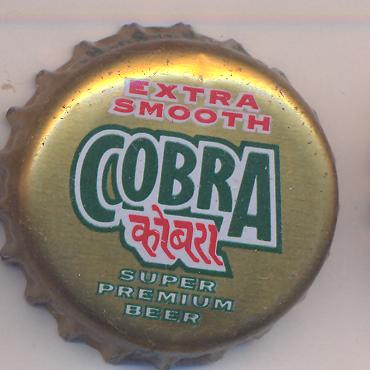 EXTRA
SMOOTH
COBRA
कोबरा
SUPER
PREMIUM
BEER